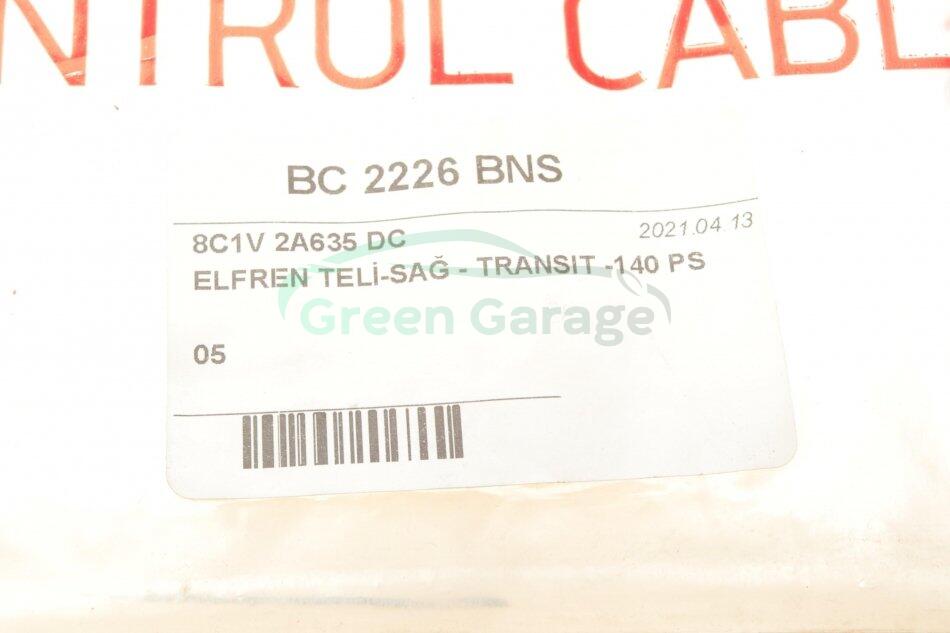 NTROL CABL
BC 2226 BNS
8C1V 2A635 DC
2021.04.13
ELFREN TELİ-SAĞ - TRANSIT -140 PS
Green Garage
05